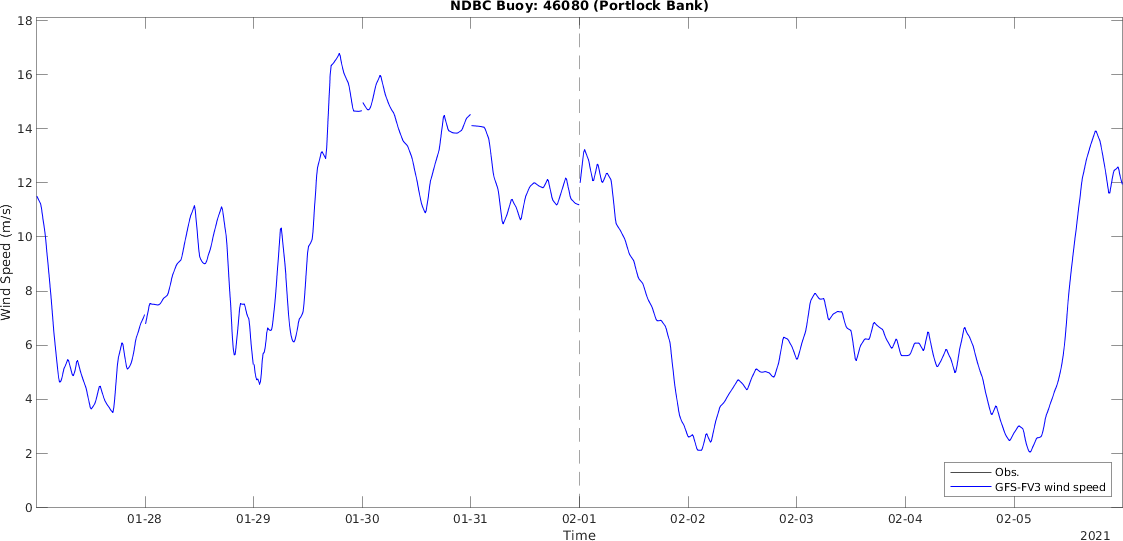 NDBC Buoy: 46080 (Portlock Bank)
Wind Speed (m/s)
18
16
14
12
10
8
6
4
2
0
01-28 01-29 01-30 01-31 02-01 02-02 02-03 02-04 02-05
Time
2021
Obs.
GFS-FV3 wind speed